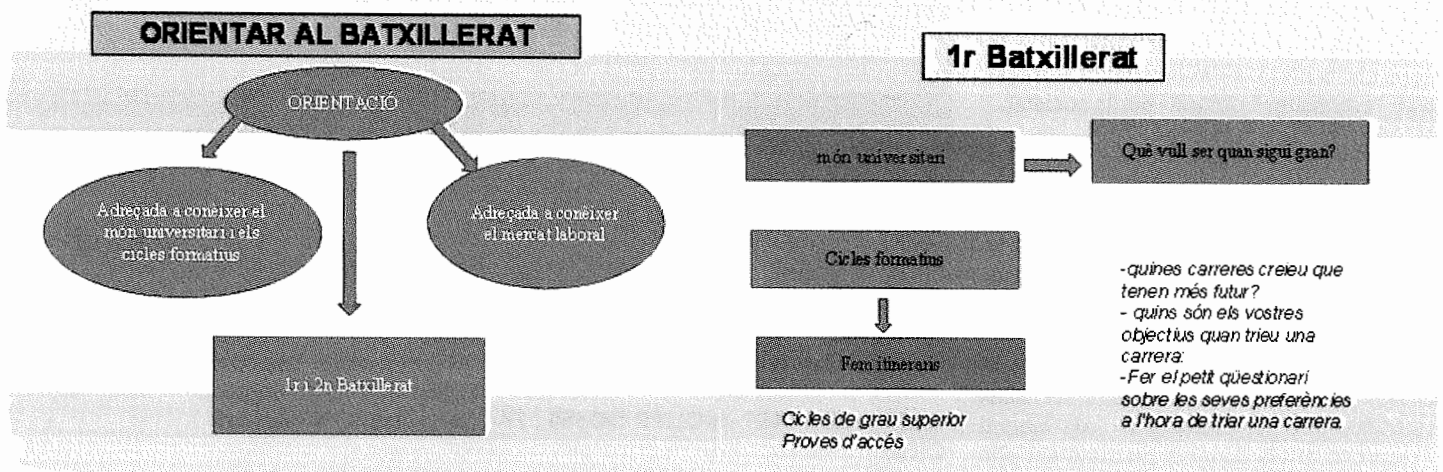 ORIENTAR AL BATXILLERAT
ORIENTACIÓ
Adreçada a conèixer el
món universitari i els
cicles formatius
Adreçada a conèixer
el mercat laboral
1r i 2n Batxillerat
1r Batxillerat
món universitari
Què vull ser quan sigui gran?
Cicles formatius
Fem itineraris
Cicles de grau superior
Proves d'accés
-quines carreres creieu que
tenen més futur?
- quins són els vostres
objectius quan trieu una
carrera:
-Fer el petit qüestionari
sobre les seves preferències
a l'hora de triar una carrera.